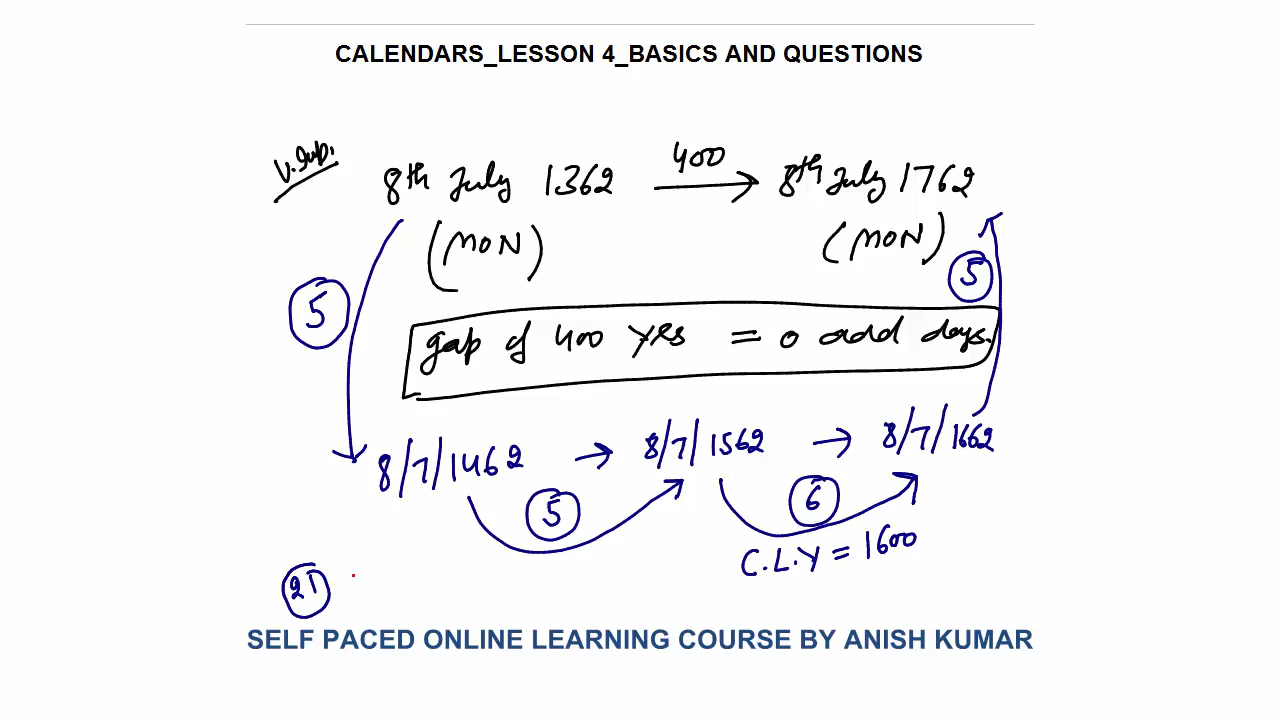 CALENDARS_LESSON 4_BASICS AND QUESTIONS
V. Imp.
8th July 1362 400 8th July 1762
(MON) (MON)
5 5
gap of 400 yrs = 0 odd days.
8/7/1462 → 8/7/1562 → 8/7/1662
5 6
C.L.Y = 1600
21
SELF PACED ONLINE LEARNING COURSE BY ANISH KUMAR